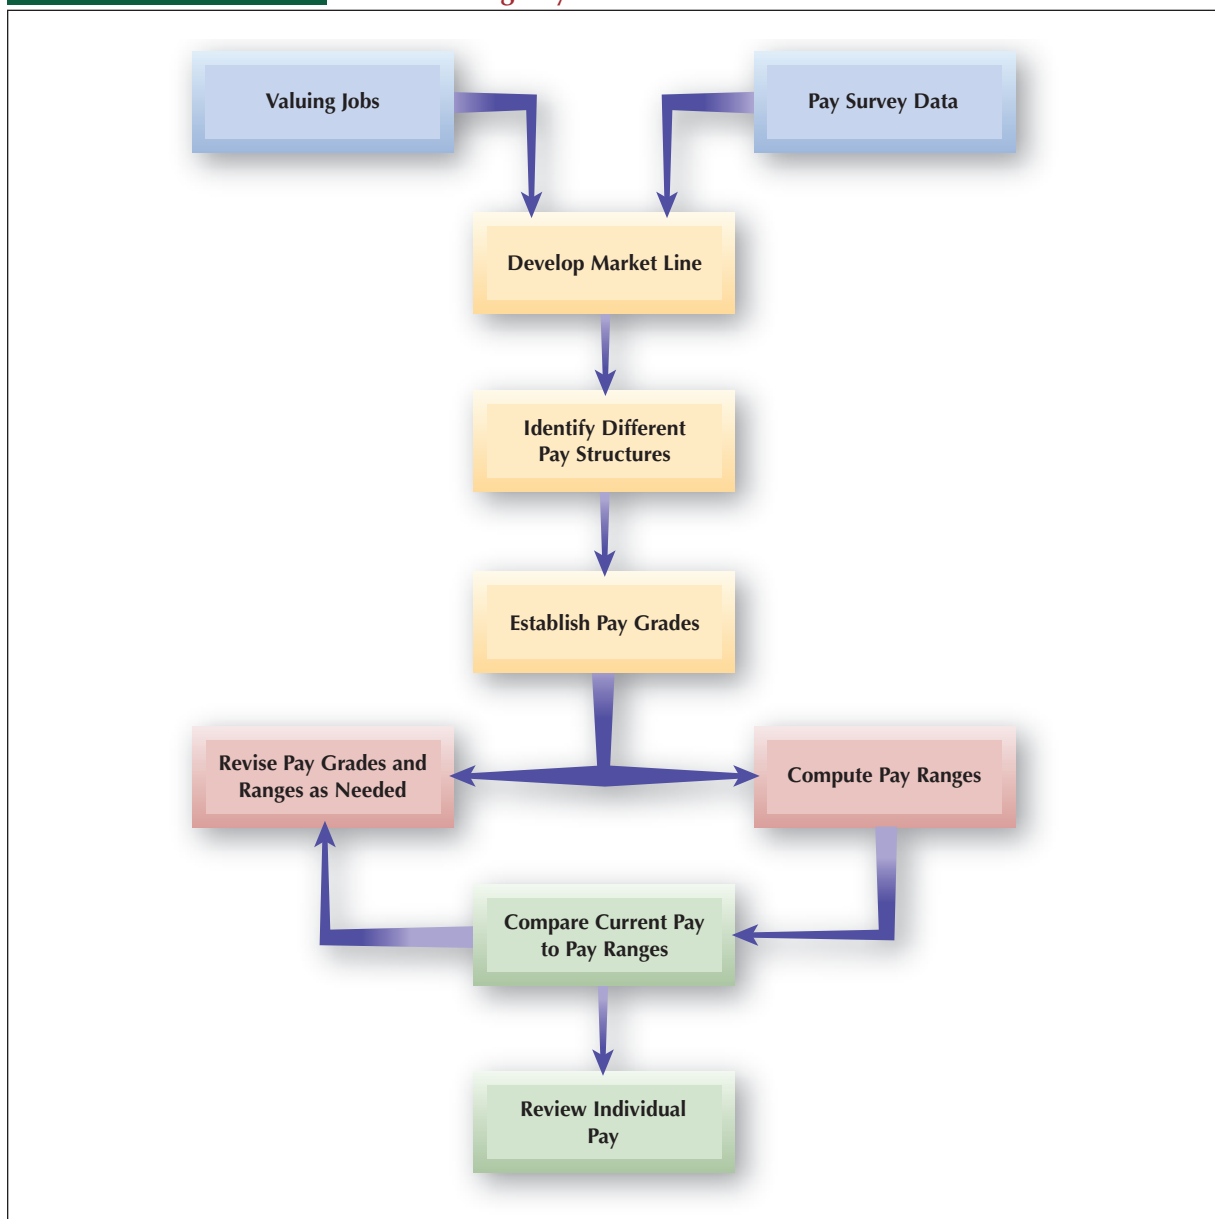 Valuing Jobs
Pay Survey Data
Develop Market Line
Identify Different
Pay Structures
Establish Pay Grades
Revise Pay Grades and
Ranges as Needed
Compute Pay Ranges
Compare Current Pay
to Pay Ranges
Review Individual
Pay